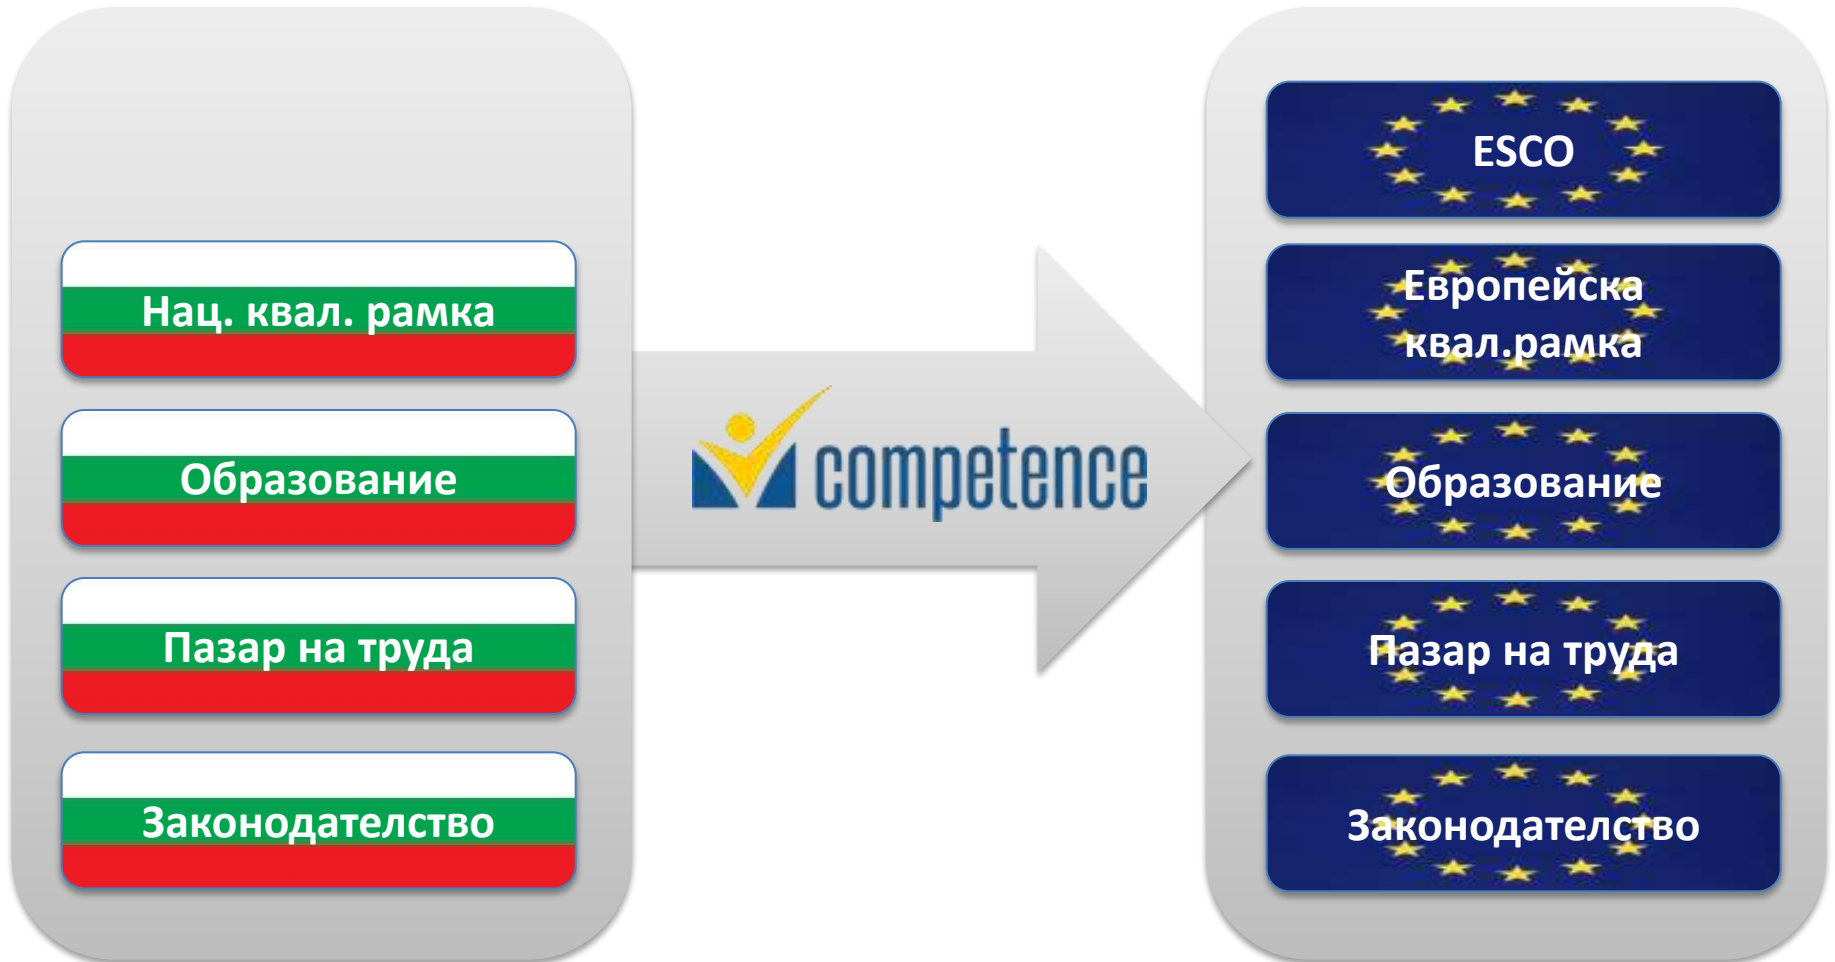 Нац. квал. рамка
Образование
Пазар на труда
Законодателство
competence
ESCO
Европейска
квал.рамка
Образование
Пазар на труда
Законодателство